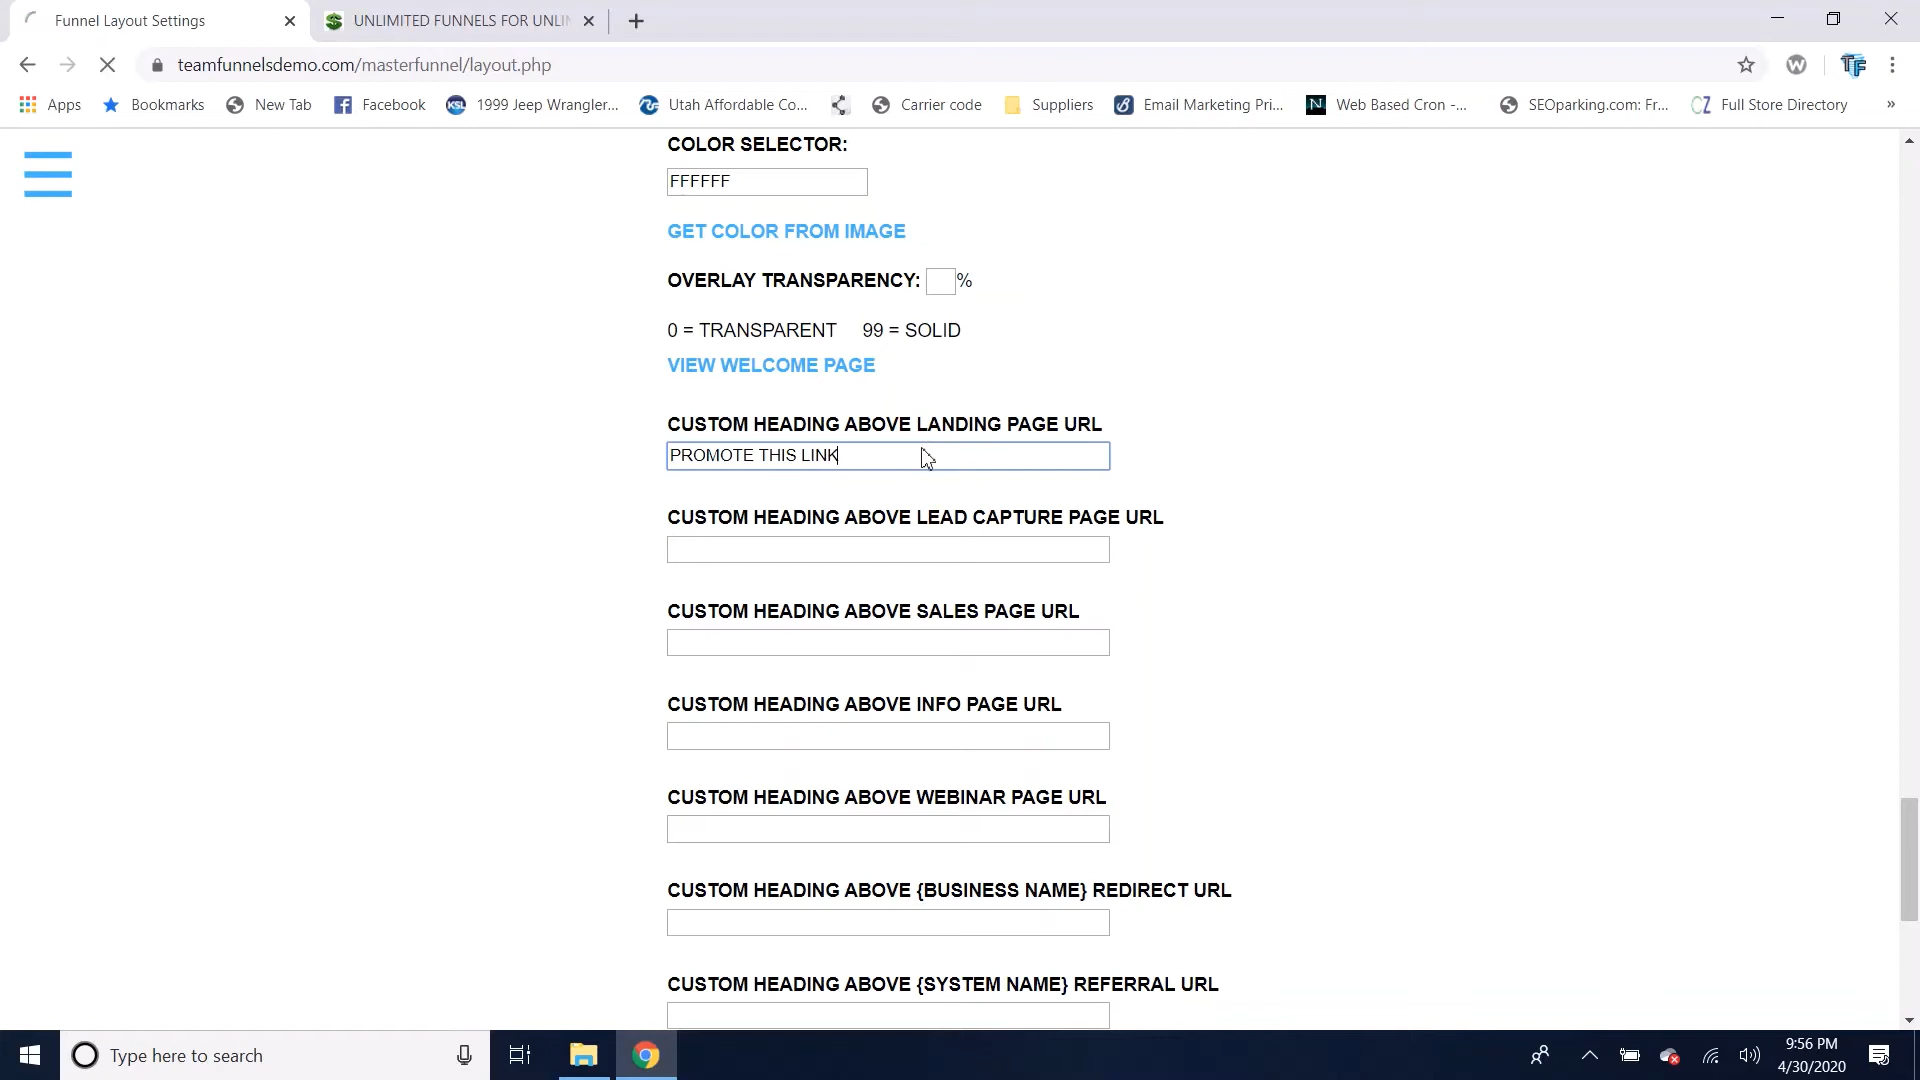 Funnel Layout Settings
UNLIMITED FUNNELS FOR UNLI
teamfunnelsdemo.com/masterfunnel/layout.php
Apps Bookmarks New Tab Facebook 1999 Jeep Wrangler... Utah Affordable Co... Carrier code Suppliers Email Marketing Pri... Web Based Cron -... SEOparking.com: Fr... Full Store Directory »
COLOR SELECTOR:
FFFFFF
GET COLOR FROM IMAGE
OVERLAY TRANSPARENCY: %
0 = TRANSPARENT 99 = SOLID
VIEW WELCOME PAGE
CUSTOM HEADING ABOVE LANDING PAGE URL
PROMOTE THIS LINK
CUSTOM HEADING ABOVE LEAD CAPTURE PAGE URL
CUSTOM HEADING ABOVE SALES PAGE URL
CUSTOM HEADING ABOVE INFO PAGE URL
CUSTOM HEADING ABOVE WEBINAR PAGE URL
CUSTOM HEADING ABOVE {BUSINESS NAME} REDIRECT URL
CUSTOM HEADING ABOVE {SYSTEM NAME} REFERRAL URL
Type here to search
9:56 PM
4/30/2020